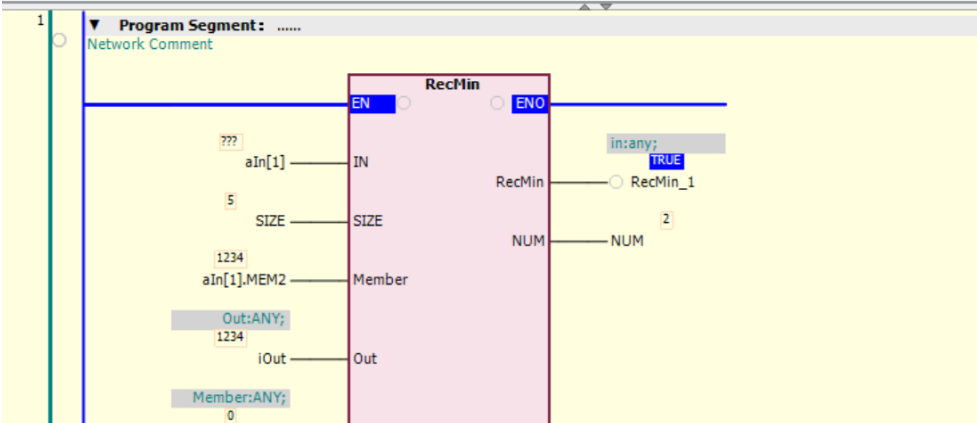 1
▼ Program Segment: ......
Network Comment
RecMin
EN
ENO
???
aIn[1]
IN
in:any;
TRUE
RecMin
RecMin_1
5
SIZE
SIZE
2
NUM
NUM
1234
aIn[1].MEM2
Member
Out:ANY;
1234
iOut
Out
Member:ANY;
0